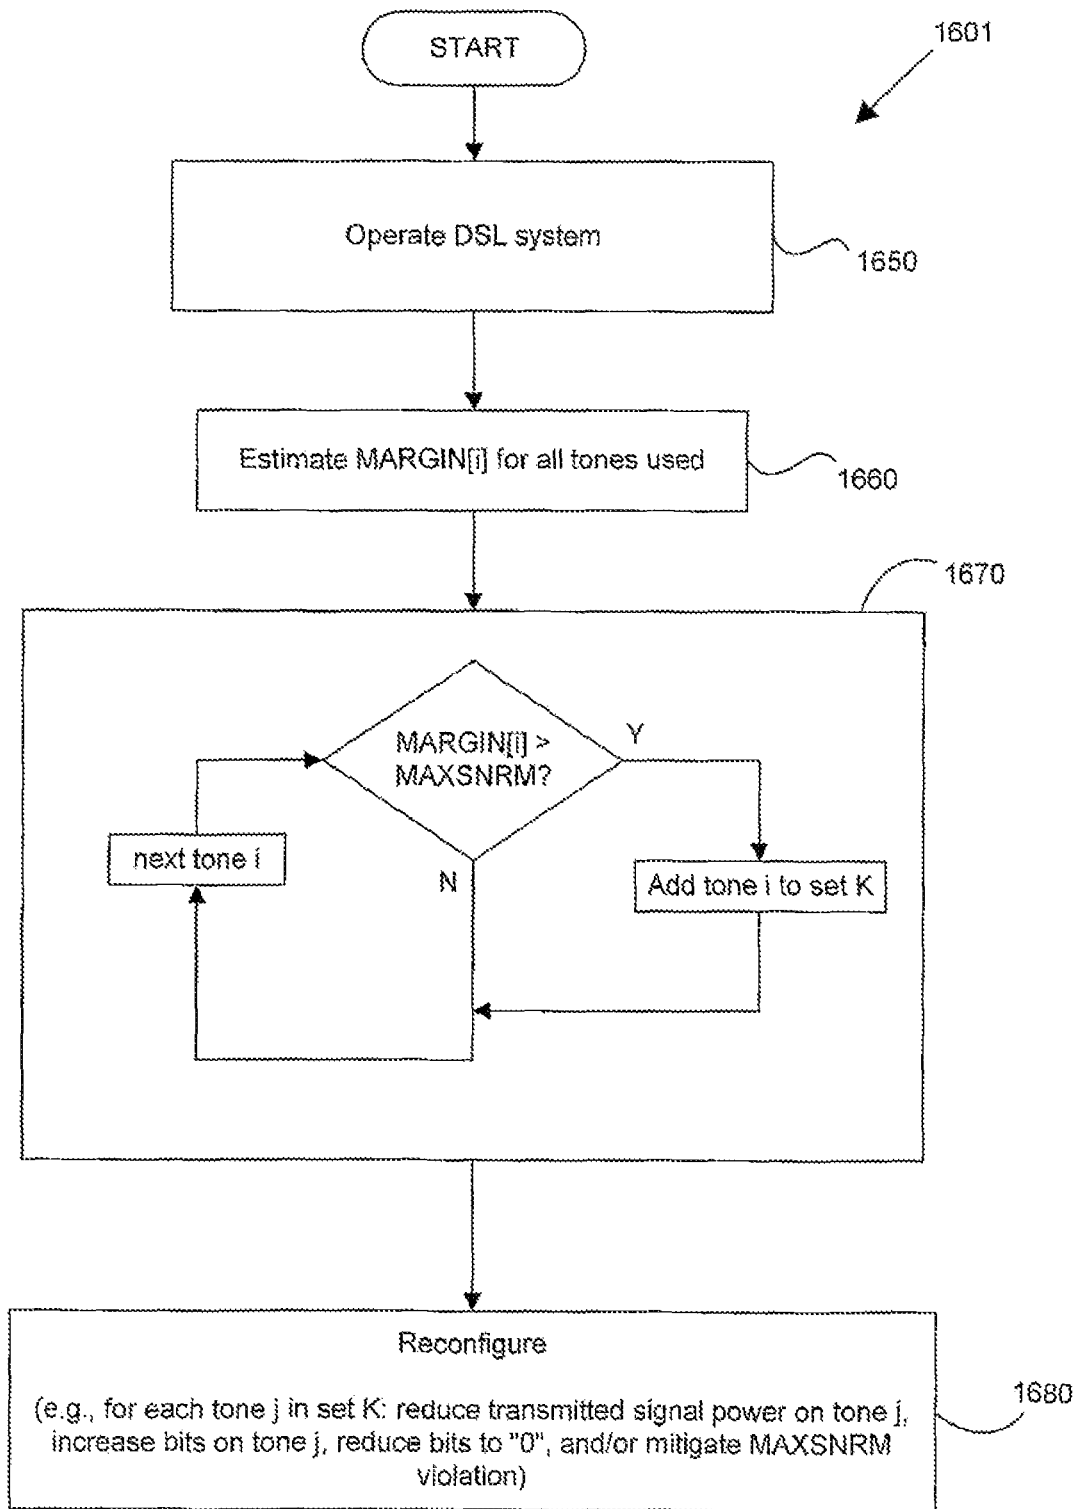 START
1601
Operate DSL system
1650
Estimate MARGIN[i] for all tones used
1660
1670
MARGIN[i] >
MAXSNRM?
Y
next tone i
N
Add tone i to set K
Reconfigure
(e.g., for each tone j in set K: reduce transmitted signal power on tone j,
increase bits on tone j, reduce bits to "0", and/or mitigate MAXSNRM
violation)
1680